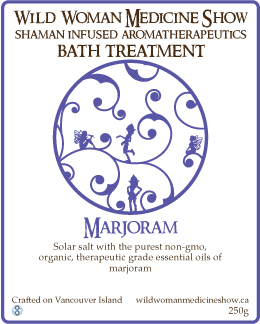 Wild Woman Medicine Show
SHAMAN INFUSED AROMATHERAPEUTICS
BATH TREATMENT
Marjoram
Solar salt with the purest non-gmo,
organic, therapeutic grade essential oils of
marjoram
Crafted on Vancouver Island wildwomanmedicineshow.ca
250g